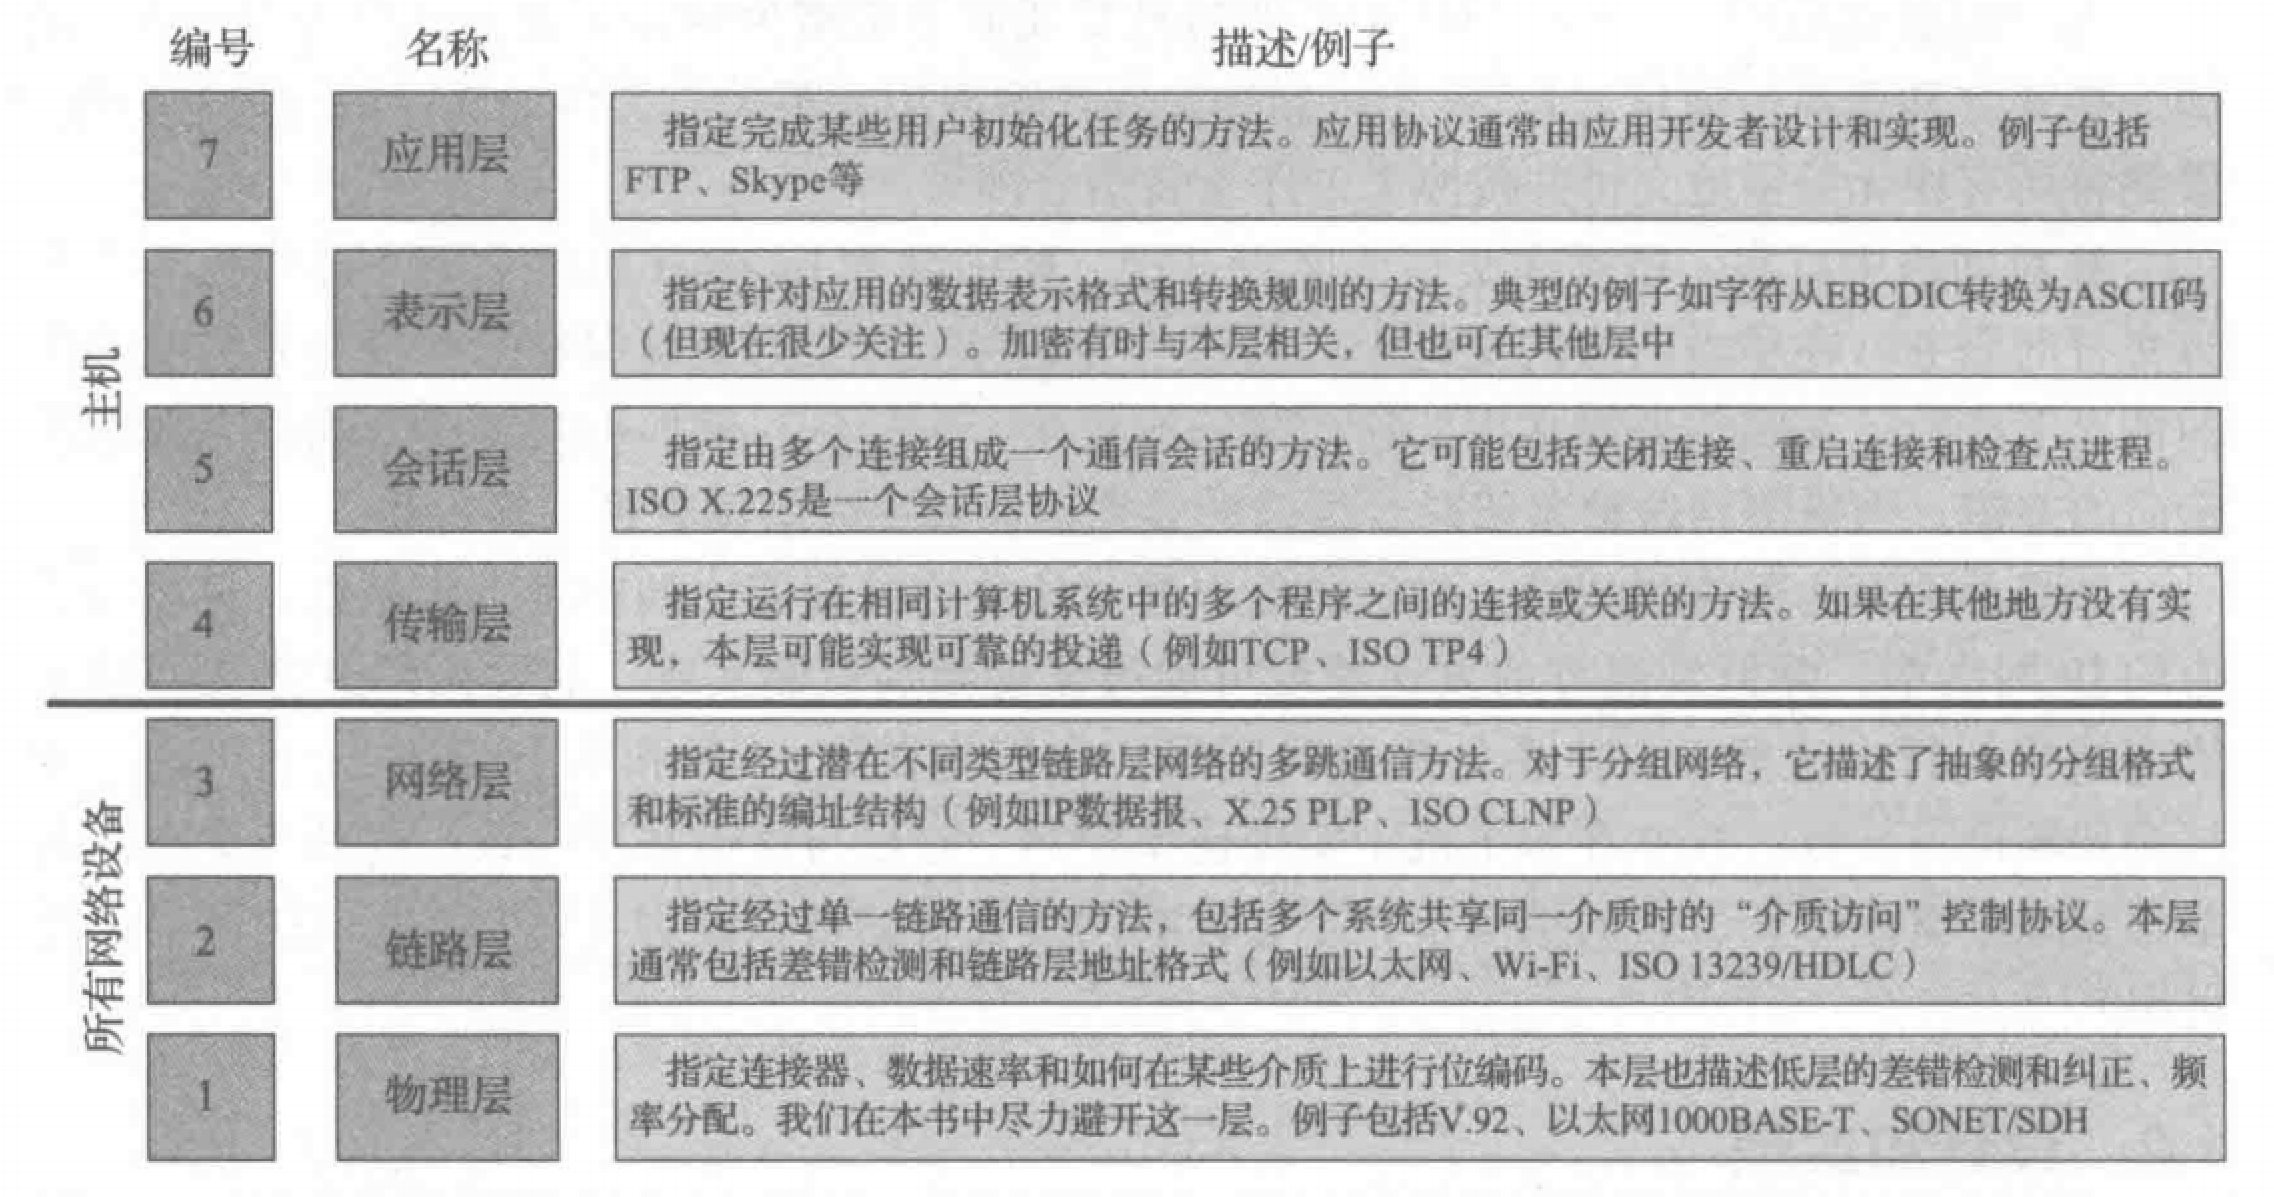 编号 名称 描述/例子
主机
7 应用层 指定完成某些用户初始化任务的方法。应用协议通常由应用开发者设计和实现。例子包括
FTP、Skype等
6 表示层 指定针对应用的数据表示格式和转换规则的方法。典型的例子如字符从EBCDIC转换为ASCII码
（但现在很少关注）。加密有时与本层相关，但也可在其他层中
5 会话层 指定由多个连接组成一个通信会话的方法。它可能包括关闭连接、重启连接和检查点进程。
ISO X.225是一个会话层协议
4 传输层 指定运行在相同计算机系统中的多个程序之间的连接或关联的方法。如果在其他地方没有实
现，本层可能实现可靠的投递（例如TCP、ISO TP4）
所有网络设备
3 网络层 指定经过潜在不同类型链路层网络的多跳通信方法。对于分组网络，它描述了抽象的分组格式
和标准的编址结构（例如IP数据报、X.25 PLP、ISO CLNP）
2 链路层 指定经过单一链路通信的方法，包括多个系统共享同一介质时的“介质访问”控制协议。本层
通常包括差错检测和链路层地址格式（例如以太网、Wi-Fi、ISO 13239/HDLC）
1 物理层 指定连接器、数据速率和如何在某些介质上进行位编码。本层也描述低层的差错检测和纠正、频
率分配。我们在本书中尽力避开这一层。例子包括V.92、以太网1000BASE-T、SONET/SDH